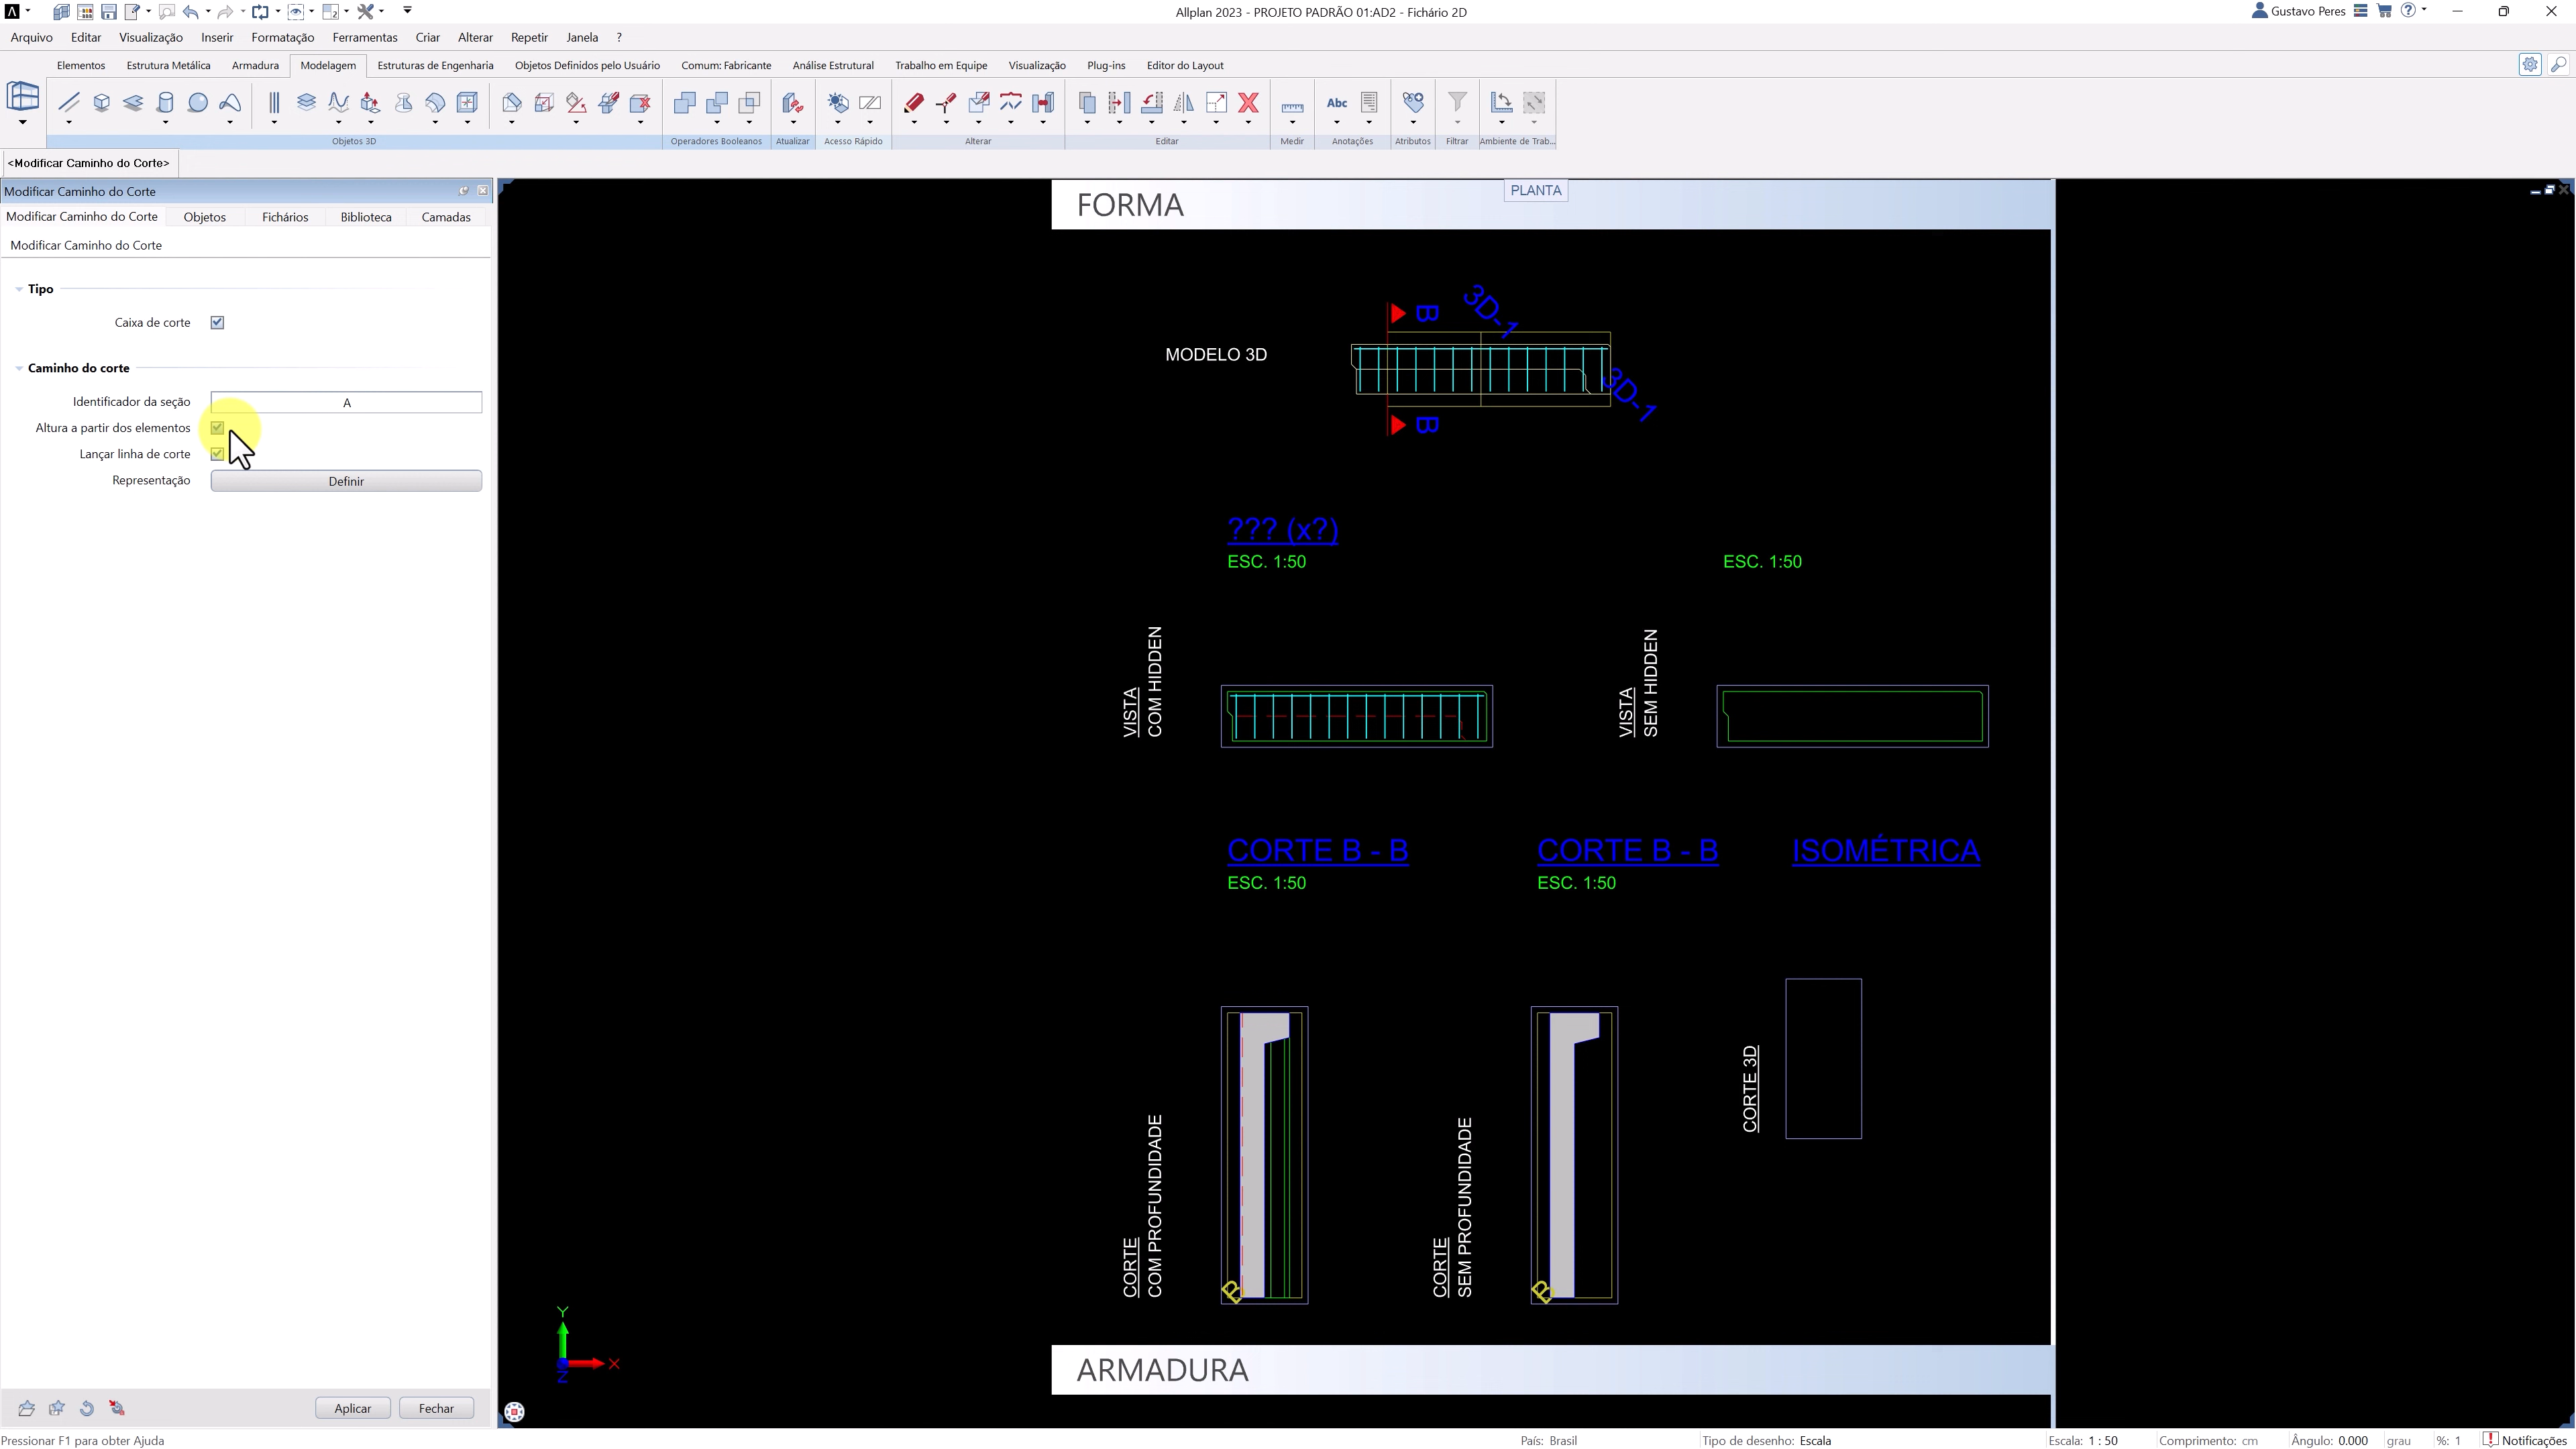 Allplan 2023 - PROJETO PADRÃO 01:AD2 - Fichário 2D
Gustavo Peres
Arquivo Editar Visualização Inserir Formatação Ferramentas Criar Alterar Repetir Janela ?
Elementos Estrutura Metálica Armadura Modelagem Estruturas de Engenharia Objetos Definidos pelo Usuário Comum: Fabricante Análise Estrutural Trabalho em Equipe Visualização Plug-ins Editor do Layout
Abc
Objetos 3D Operadores Booleanos Atualizar Acesso Rápido Alterar Editar Medir Anotações Atributos Filtrar Ambiente de Trab...
<Modificar Caminho do Corte>
Modificar Caminho do Corte
Modificar Caminho do Corte Objetos Fichários Biblioteca Camadas
Modificar Caminho do Corte
Tipo
Caixa de corte
Caminho do corte
Identificador da seção A
Altura a partir dos elementos
Lançar linha de corte
Representação Definir
Aplicar Fechar
FORMA
PLANTA
MODELO 3D
B
3D-1
3D-1
B
??? (x?)
ESC. 1:50
ESC. 1:50
VISTA
COM HIDDEN
VISTA
SEM HIDDEN
CORTE B - B
ESC. 1:50
CORTE B - B
ESC. 1:50
ISOMÉTRICA
CORTE
COM PROFUNDIDADE
CORTE
SEM PROFUNDIDADE
CORTE 3D
R
R
Y
X
Z
ARMADURA
Pressionar F1 para obter Ajuda País: Brasil Tipo de desenho: Escala Escala: 1 : 50 Comprimento: cm Ângulo: 0.000 grau %: 1 Notificações